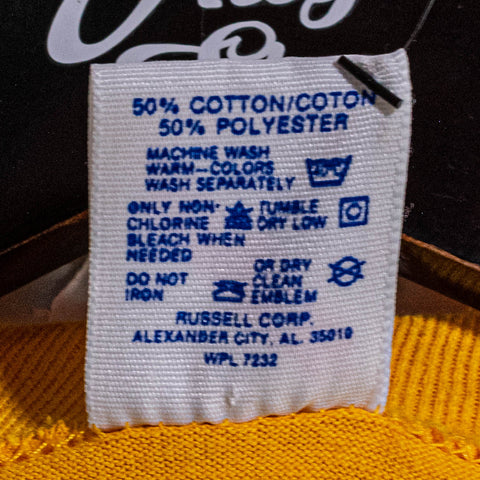 50% COTTON/COTON
50% POLYESTER
MACHINE WASH
WARM-COLORS
WASH SEPARATELY
ONLY NON-
CHLORINE
BLEACH WHEN
NEEDED
TUMBLE
DRY LOW
DO NOT
IRON
OR DRY
CLEAN
EMBLEM
RUSSELL CORP.
ALEXANDER CITY, AL. 35010
WPL 7232